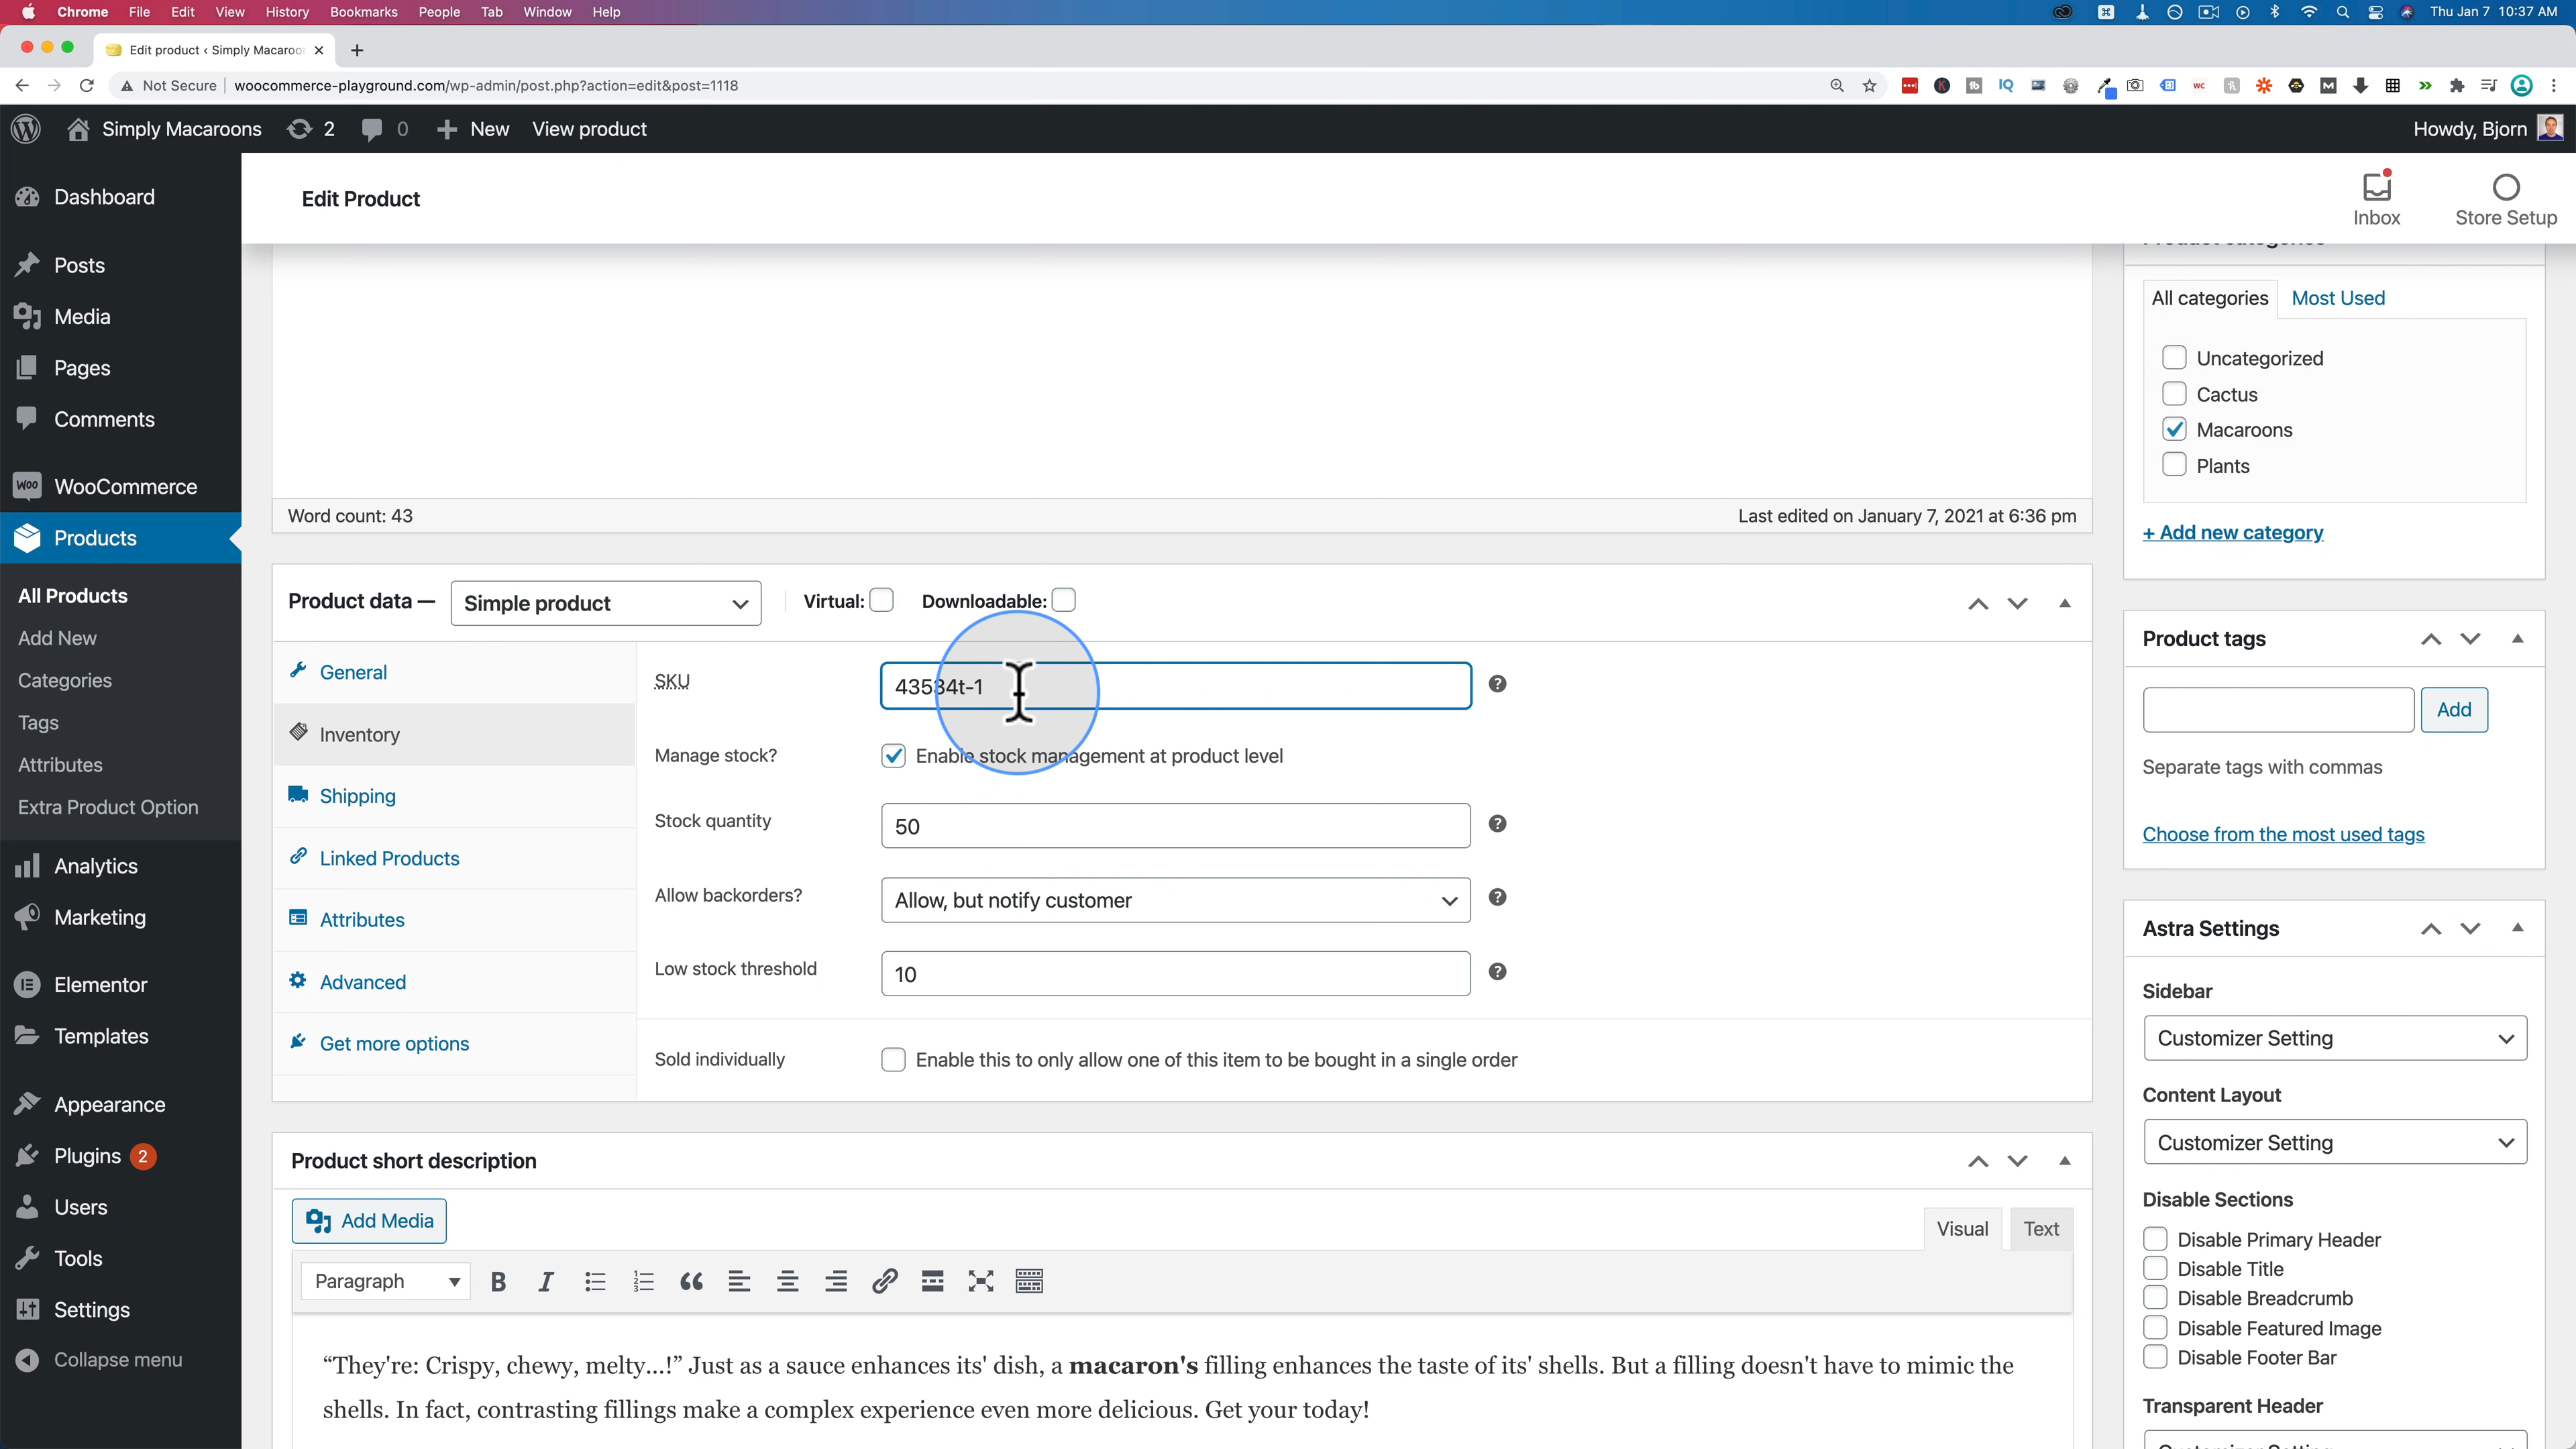 Chrome File Edit View History Bookmarks People Tab Window Help Thu Jan 7 10:37 AM
Edit product ‹ Simply Macaroo
Not Secure woocommerce-playground.com/wp-admin/post.php?action=edit&post=1118
Simply Macaroons 2 0 New View product Howdy, Bjorn
Edit Product
Inbox
Store Setup
Dashboard
Posts
Media
Pages
Comments
WooCommerce
Products
All Products
Add New
Categories
Tags
Attributes
Extra Product Option
Analytics
Marketing
Elementor
Templates
Appearance
Plugins 2
Users
Tools
Settings
Collapse menu
Word count: 43
Last edited on January 7, 2021 at 6:36 pm
Product data — Simple product Virtual: Downloadable:
General
Inventory
Shipping
Linked Products
Attributes
Advanced
Get more options
SKU 43534t-1
Manage stock? Enable stock management at product level
Stock quantity 50
Allow backorders? Allow, but notify customer
Low stock threshold 10
Sold individually Enable this to only allow one of this item to be bought in a single order
Product short description
Add Media
Visual Text
Paragraph
“They're: Crispy, chewy, melty...!” Just as a sauce enhances its' dish, a macaron's filling enhances the taste of its' shells. But a filling doesn't have to mimic the
shells. In fact, contrasting fillings make a complex experience even more delicious. Get your today!
All categories Most Used
Uncategorized
Cactus
Macaroons
Plants
+ Add new category
Product tags
Add
Separate tags with commas
Choose from the most used tags
Astra Settings
Sidebar
Customizer Setting
Content Layout
Customizer Setting
Disable Sections
Disable Primary Header
Disable Title
Disable Breadcrumb
Disable Featured Image
Disable Footer Bar
Transparent Header